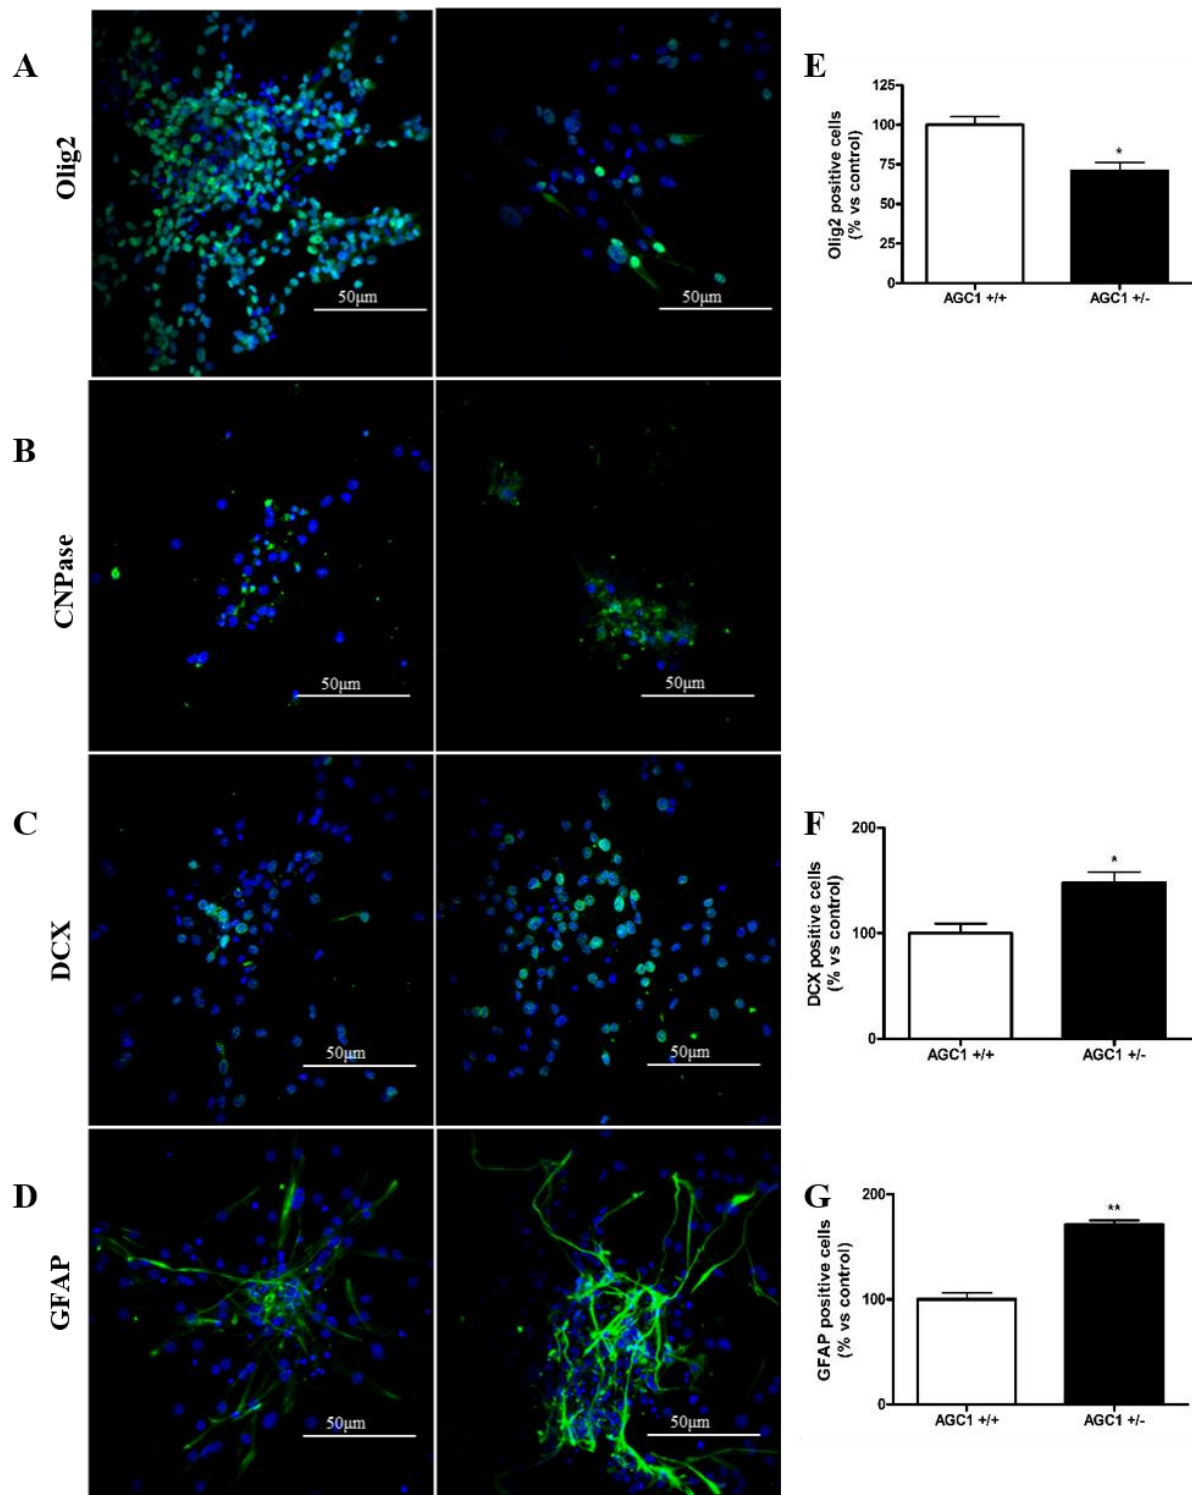 A
Olig2
50μm
50μm
E
Olig2 positive cells
(% vs control)
125
100
75
50
25
0
*
AGC1 +/+
AGC1 +/-
B
CNPase
50μm
50μm
C
DCX
50μm
50μm
F
DCX positive cells
(% vs control)
200
100
0
*
AGC1 +/+
AGC1 +/-
D
GFAP
50μm
50μm
G
GFAP positive cells
(% vs control)
200
100
0
**
AGC1 +/+
AGC1 +/-